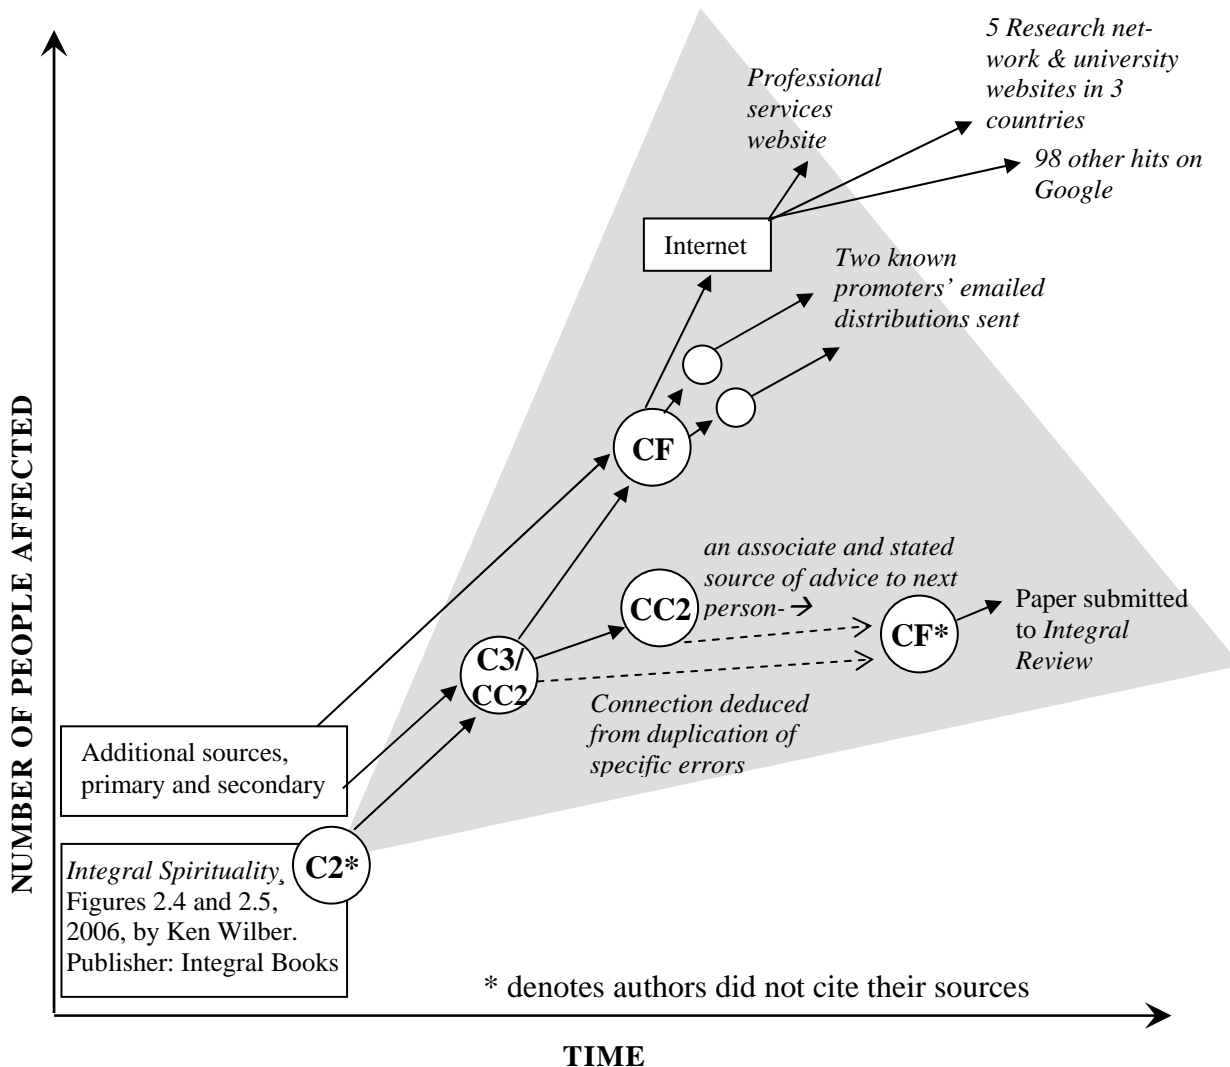 5 Research net-
work & university
websites in 3
countries
Professional
services
website
98 other hits on
Google
Internet
Two known
promoters’ emailed
distributions sent
CF
an associate and stated
source of advice to next
person- →
CC2
CF*
Paper submitted
to Integral
Review
C3/
CC2
Connection deduced
from duplication of
specific errors
Additional sources,
primary and secondary
C2*
Integral Spirituality¸
Figures 2.4 and 2.5,
2006, by Ken Wilber.
Publisher: Integral Books
* denotes authors did not cite their sources
NUMBER OF PEOPLE AFFECTED
TIME